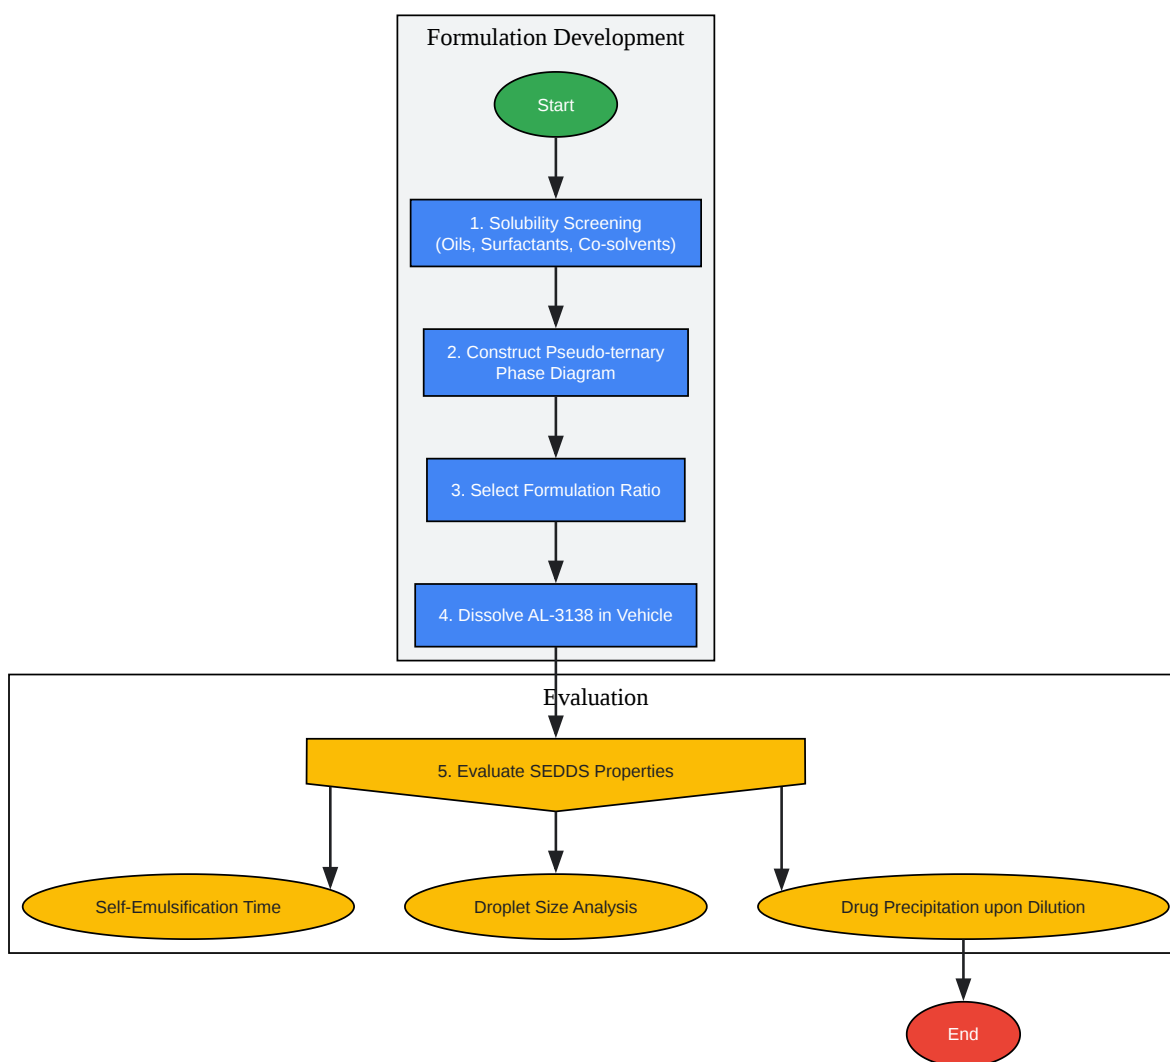 Formulation Development
Start
1. Solubility Screening
(Oils, Surfactants, Co-solvents)
2. Construct Pseudo-ternary
Phase Diagram
3. Select Formulation Ratio
4. Dissolve AL-3138 in Vehicle
Evaluation
5. Evaluate SEDDS Properties
Self-Emulsification Time
Droplet Size Analysis
Drug Precipitation upon Dilution
End